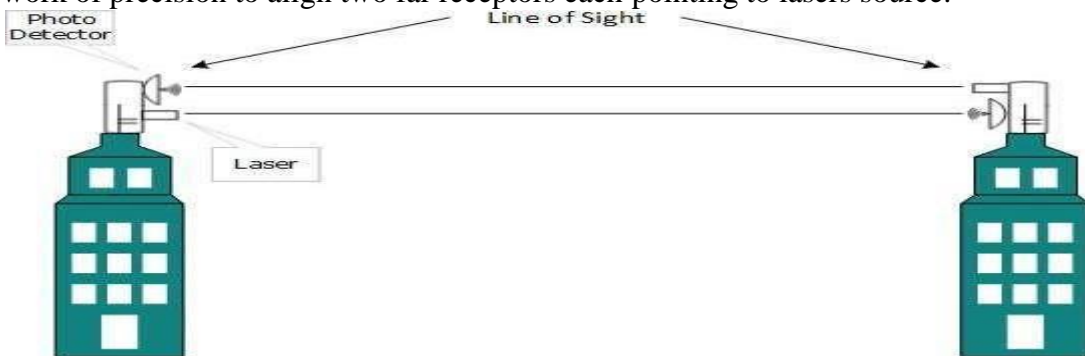 work of precision to align two far receptors each pointing to lasers source.
Line of Sight
Photo
Detector
Laser